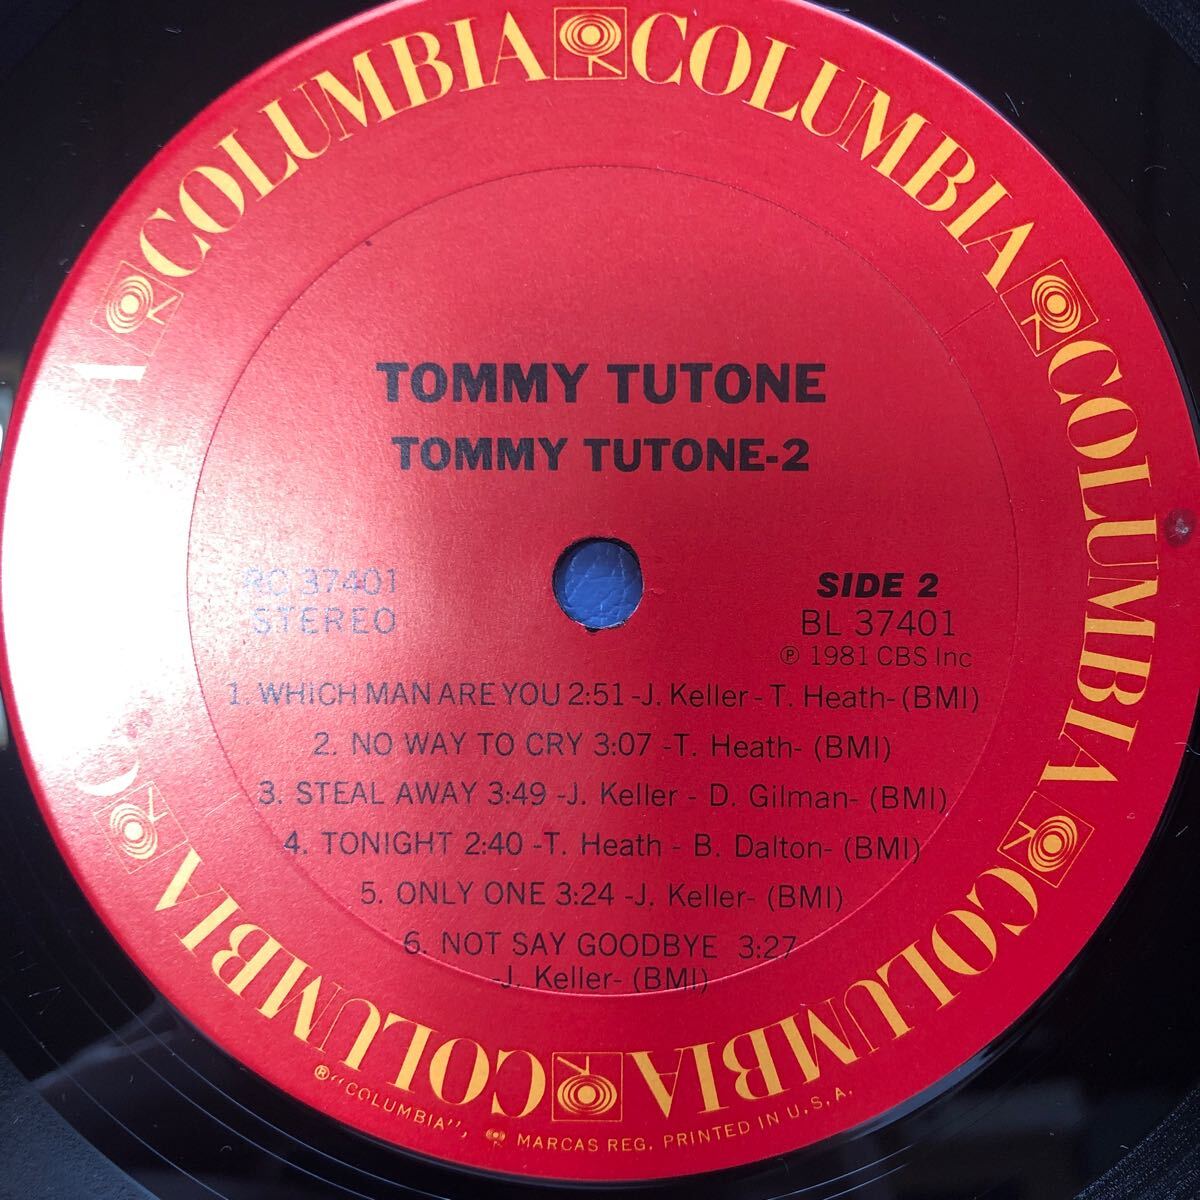 COLUMBIA COLUMBIA COLUMBIA COLUMBIA COLUMBIA COLUMBIA COLUMBIA
TOMMY TUTONE
TOMMY TUTONE-2
37401
STEREO
SIDE 2
BL 37401
℗ 1981 CBS Inc
1. WHICH MAN ARE YOU 2:51 -J. Keller - T. Heath- (BMI)
2. NO WAY TO CRY 3:07 -T. Heath- (BMI)
3. STEAL AWAY 3:49 -J. Keller - D. Gilman- (BMI)
4. TONIGHT 2:40 -T. Heath - B. Dalton- (BMI)
5. ONLY ONE 3:24 -J. Keller- (BMI)
6. NOT SAY GOODBYE 3:27
-J. Keller- (BMI)
®"COLUMBIA", MARCAS REG. PRINTED IN U.S.A.